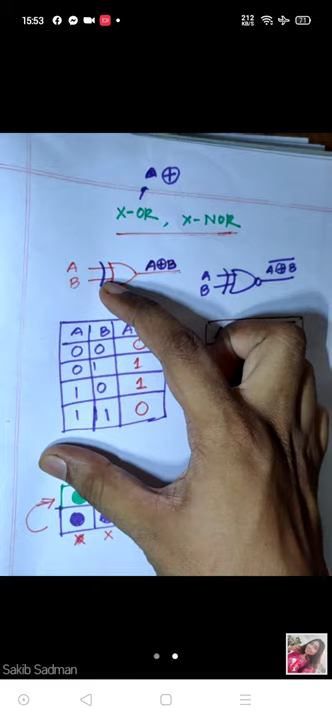 15:53
212
KB/S
71
⊕
X-OR, X-NOR
A
B
A⊕B
A
B
A⊕B
A B A
0 0 0
0 1 1
1 0 1
1 1 0
x x
Sakib Sadman